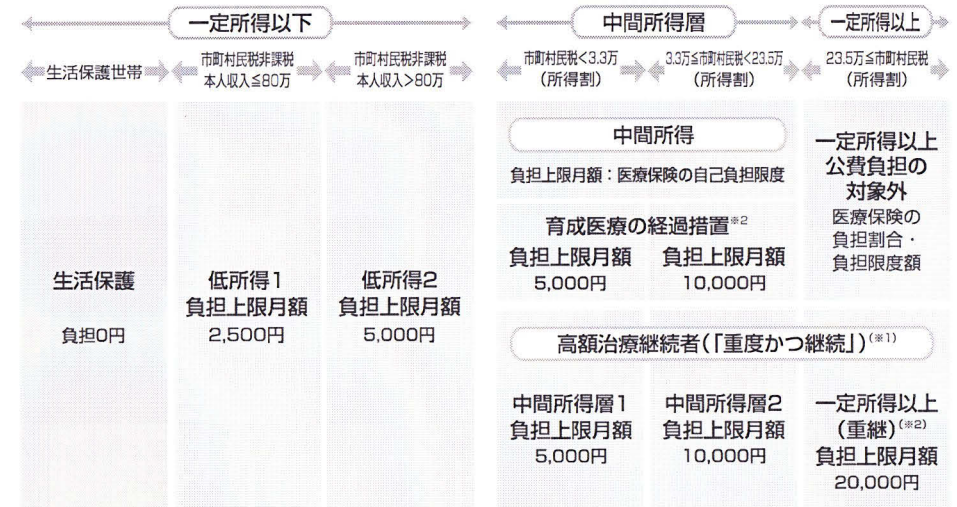 一定所得以下
中間所得層
一定所得以上
生活保護世帯
市町村民税非課税
本人収入≦80万
市町村民税非課税
本人収入>80万
市町村民税<3.3万
(所得割)
3.3万≦市町村民税<23.5万
(所得割)
23.5万≦市町村民税
(所得割)
生活保護
負担0円
低所得1
負担上限月額
2,500円
低所得2
負担上限月額
5,000円
中間所得
負担上限月額:医療保険の自己負担限度
育成医療の経過措置※2
負担上限月額
5,000円
負担上限月額
10,000円
一定所得以上
公費負担の
対象外
医療保険の
負担割合・
負担限度額
高額治療継続者(「重度かつ継続」)(※1)
中間所得層1
負担上限月額
5,000円
中間所得層2
負担上限月額
10,000円
一定所得以上
(重継)(※2)
負担上限月額
20,000円